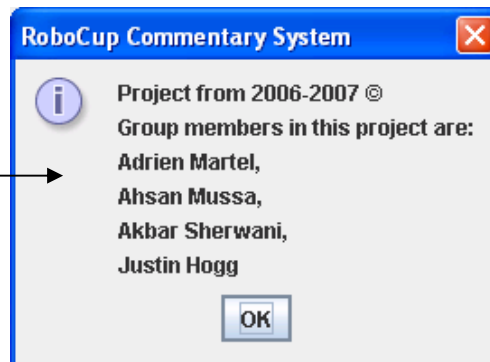 RoboCup Commentary System
Project from 2006-2007 ©
Group members in this project are:
Adrien Martel,
Ahsan Mussa,
Akbar Sherwani,
Justin Hogg
OK